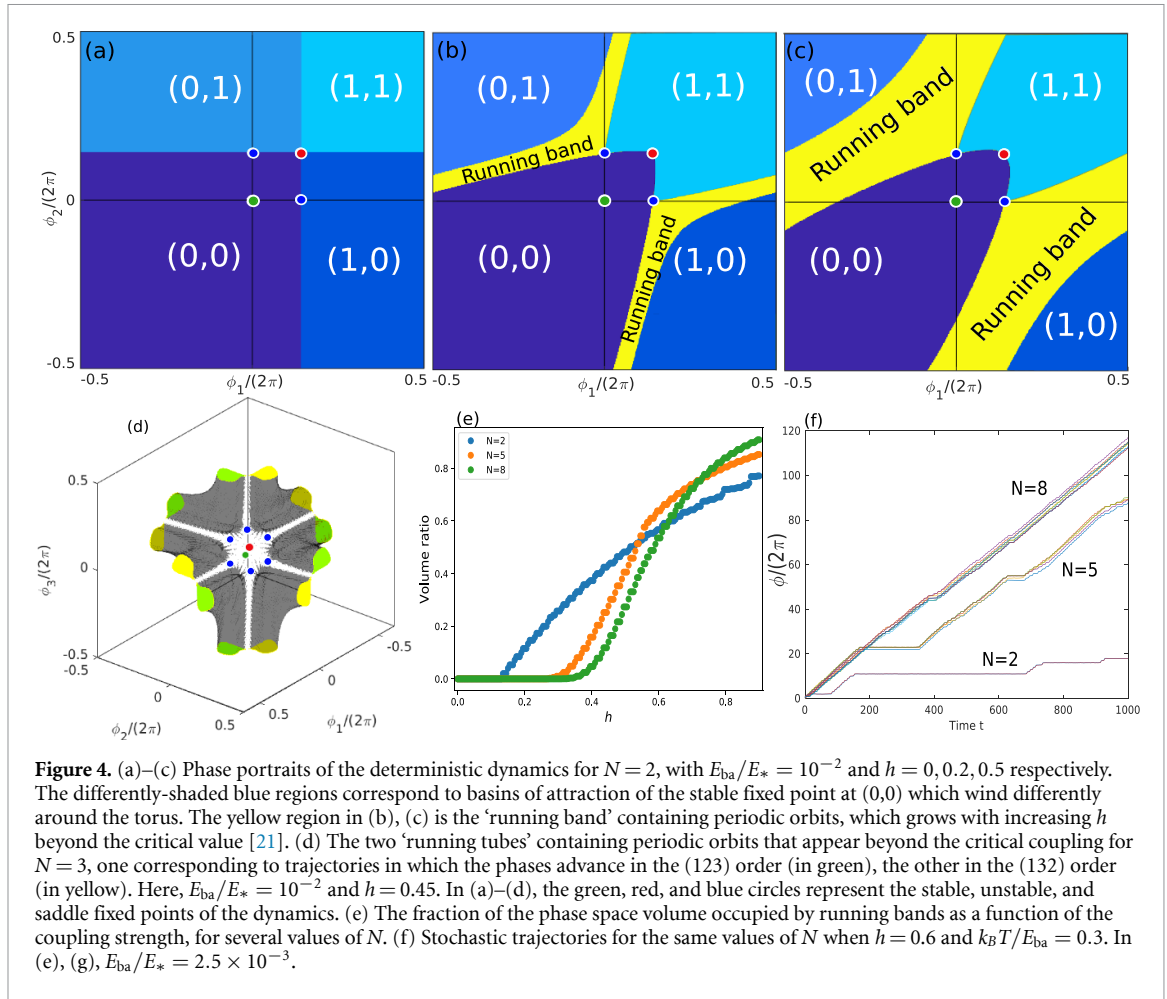 (a)
(0,1)
(1,1)
(0,0)
(1,0)
0.5
0
-0.5
ϕ₂/(2π)
-0.5
ϕ₁/(2π)
0.5
(b)
(0,1)
(1,1)
Running band
(0,0)
(1,0)
Running band
-0.5
ϕ₁/(2π)
0.5
(c)
(0,1)
(1,1)
Running band
(0,0)
Running band
(1,0)
-0.5
ϕ₁/(2π)
0.5
(d)
0.5
0
-0.5
ϕ₃/(2π)
-0.5
0
0.5
ϕ₂/(2π)
-0.5
0
0.5
ϕ₁/(2π)
(e)
N=2
N=5
N=8
0.8
0.6
0.4
0.2
0.0
Volume ratio
0.0 0.2 0.4 0.6 0.8
h
(f)
120
100
80
60
40
20
0
ϕ/(2π)
N=8
N=5
N=2
0 200 400 600 800 1000
Time t
Figure 4. (a)–(c) Phase portraits of the deterministic dynamics for N = 2, with E_ba/E_* = 10⁻² and h = 0, 0.2, 0.5 respectively.
The differently-shaded blue regions correspond to basins of attraction of the stable fixed point at (0,0) which wind differently
around the torus. The yellow region in (b), (c) is the ‘running band’ containing periodic orbits, which grows with increasing h
beyond the critical value [21]. (d) The two ‘running tubes’ containing periodic orbits that appear beyond the critical coupling for
N = 3, one corresponding to trajectories in which the phases advance in the (123) order (in green), the other in the (132) order
(in yellow). Here, E_ba/E_* = 10⁻² and h = 0.45. In (a)–(d), the green, red, and blue circles represent the stable, unstable, and
saddle fixed points of the dynamics. (e) The fraction of the phase space volume occupied by running bands as a function of the
coupling strength, for several values of N. (f) Stochastic trajectories for the same values of N when h = 0.6 and k_BT/E_ba = 0.3. In
(e), (g), E_ba/E_* = 2.5 × 10⁻³.